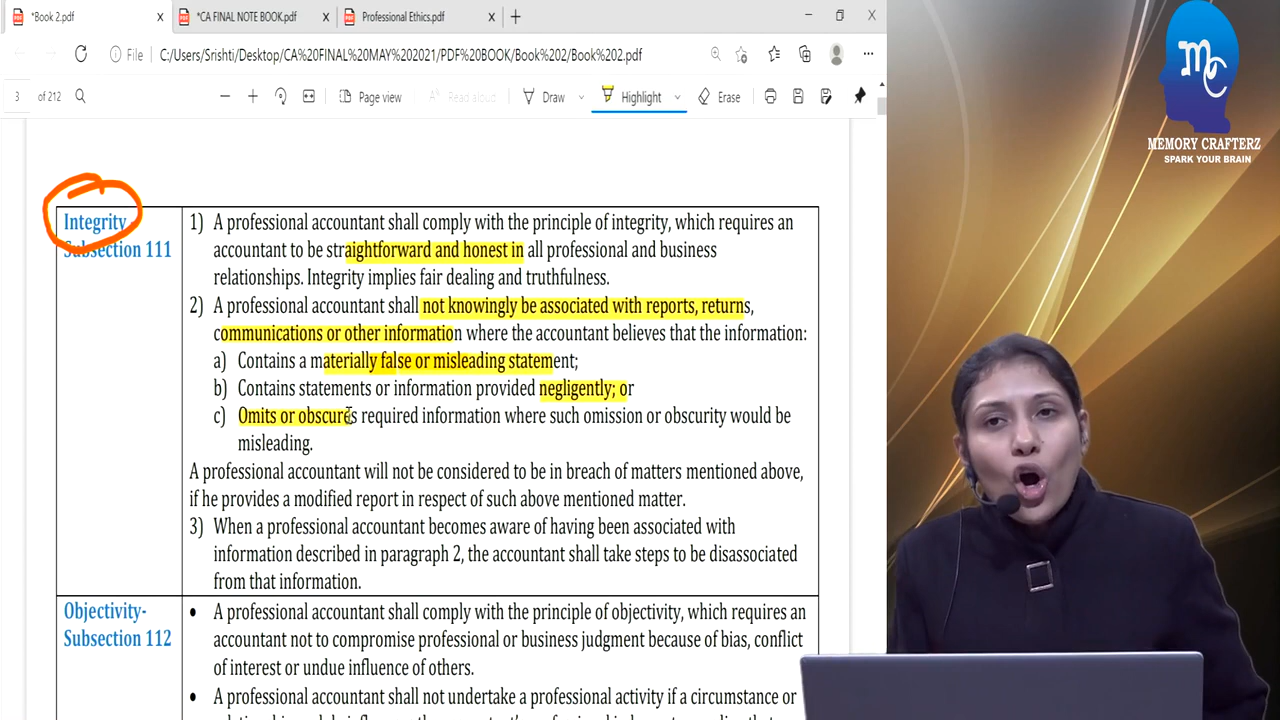 *Book 2.pdf
*CA FINAL NOTE BOOK.pdf
Professional Ethics.pdf
File C:/Users/Srishti/Desktop/CA%20FINAL%20MAY%202021/PDF%20BOOK/Book%202/Book%202.pdf
3 of 212
Page view
Read aloud
Draw
Highlight
Erase
MC
MEMORY CRAFTERZ
SPARK YOUR BRAIN
Integrity
Subsection 111
1) A professional accountant shall comply with the principle of integrity, which requires an
accountant to be straightforward and honest in all professional and business
relationships. Integrity implies fair dealing and truthfulness.
2) A professional accountant shall not knowingly be associated with reports, returns,
communications or other information where the accountant believes that the information:
a) Contains a materially false or misleading statement;
b) Contains statements or information provided negligently; or
c) Omits or obscures required information where such omission or obscurity would be
misleading.
A professional accountant will not be considered to be in breach of matters mentioned above,
if he provides a modified report in respect of such above mentioned matter.
3) When a professional accountant becomes aware of having been associated with
information described in paragraph 2, the accountant shall take steps to be disassociated
from that information.
Objectivity-
Subsection 112
• A professional accountant shall comply with the principle of objectivity, which requires an
accountant not to compromise professional or business judgment because of bias, conflict
of interest or undue influence of others.
• A professional accountant shall not undertake a professional activity if a circumstance or